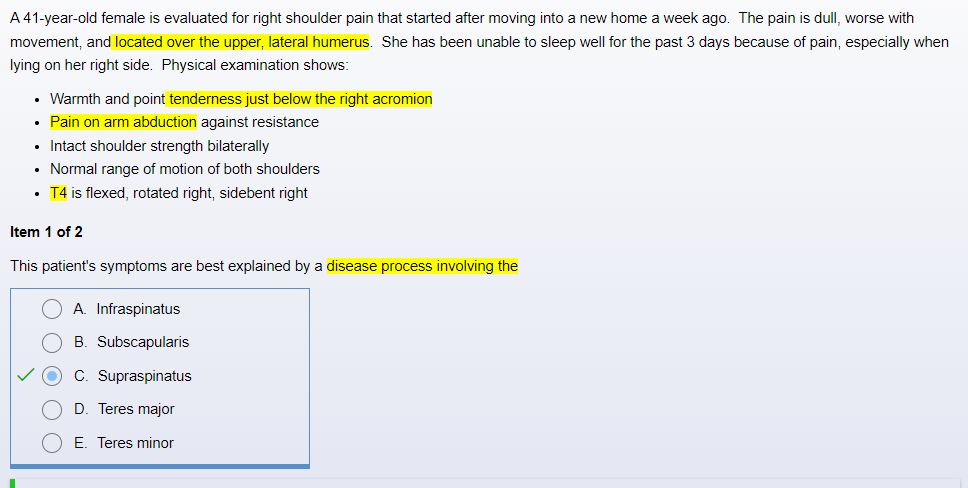 A 41-year-old female is evaluated for right shoulder pain that started after moving into a new home a week ago.  The pain is dull, worse with
movement, and located over the upper, lateral humerus.  She has been unable to sleep well for the past 3 days because of pain, especially when
lying on her right side.  Physical examination shows:
• Warmth and point tenderness just below the right acromion
• Pain on arm abduction against resistance
• Intact shoulder strength bilaterally
• Normal range of motion of both shoulders
• T4 is flexed, rotated right, sidebent right
Item 1 of 2
This patient's symptoms are best explained by a disease process involving the
A. Infraspinatus
B. Subscapularis
C. Supraspinatus
D. Teres major
E. Teres minor